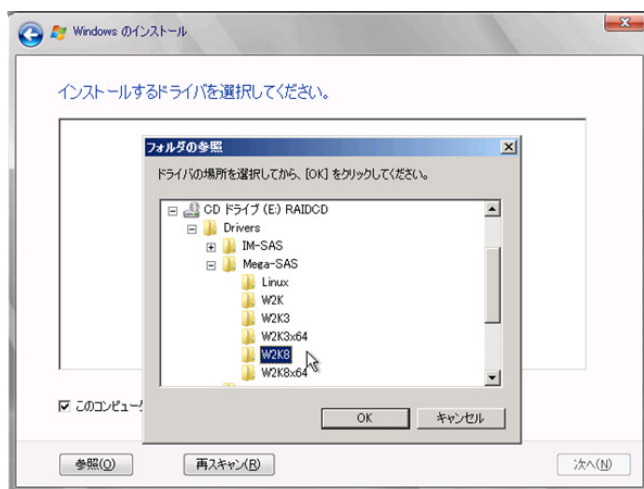 Windows のインストール
インストールするドライバを選択してください。
フォルダの参照
ドライバの場所を選択してから、[OK] をクリックしてください。
CD ドライブ (E:) RAIDCD
Drivers
IM-SAS
Mega-SAS
Linux
W2K
W2K3
W2K3x64
W2K8
W2K8x64
OK キャンセル
このコンピュータ
参照(O) 再スキャン(R) 次へ(N)